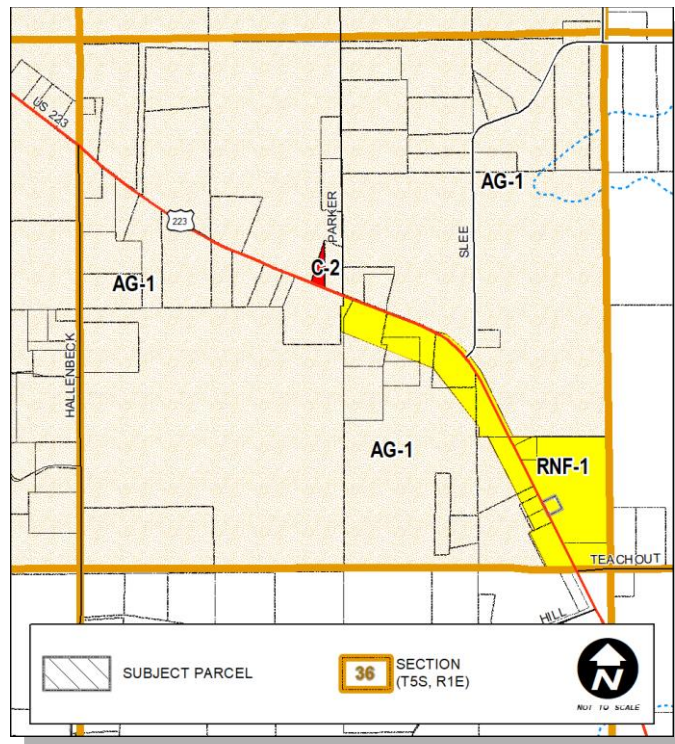 US 223
223
PARKER
AG-1
SLEE
C-2
AG-1
HALLENBECK
AG-1
RNF-1
TEACHOUT
HILL
SUBJECT PARCEL
36
SECTION
(T5S, R1E)
N
NOT TO SCALE